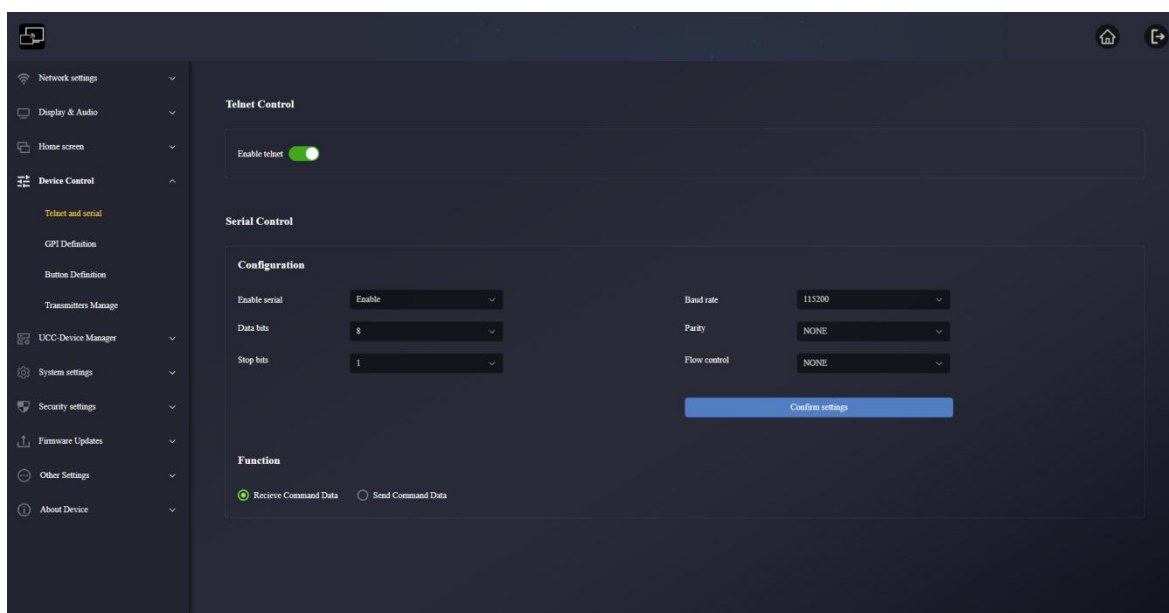 Network settings
Display & Audio
Home screen
Device Control
Telnet and serial
GPI Definition
Button Definition
Transmitters Manage
UCC-Device Manager
System settings
Security settings
Firmware Updates
Other Settings
About Device
Telnet Control
Enable telnet
Serial Control
Configuration
Enable serial Enable Baud rate 115200
Data bits 8 Parity NONE
Stop bits 1 Flow control NONE
Confirm settings
Function
Recieve Command Data Send Command Data